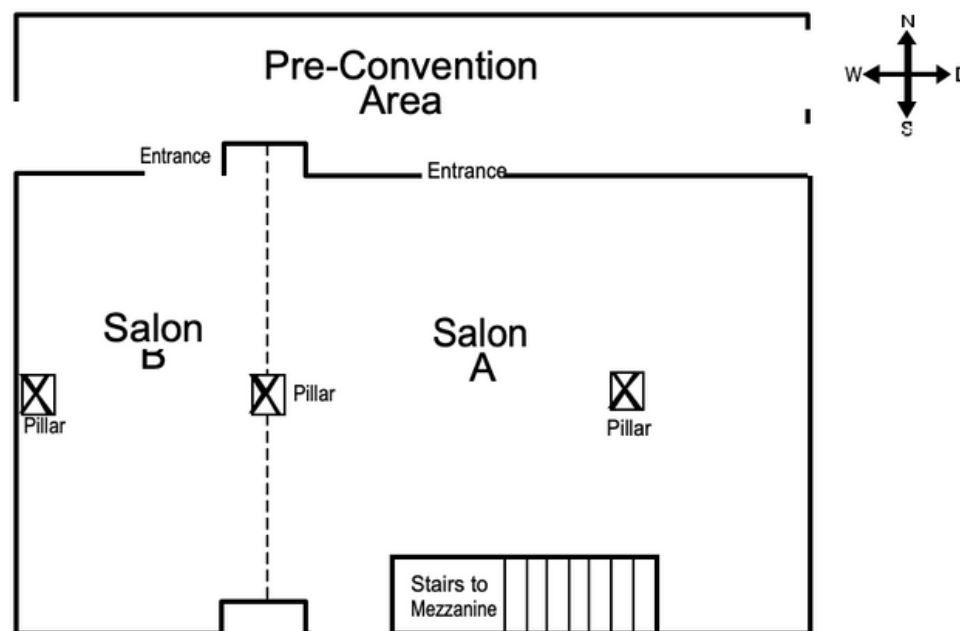 Pre-Convention
Area
N
W
S
Entrance
Entrance
Salon
B
Salon
A
Pillar
Pillar
Pillar
Stairs to
Mezzanine